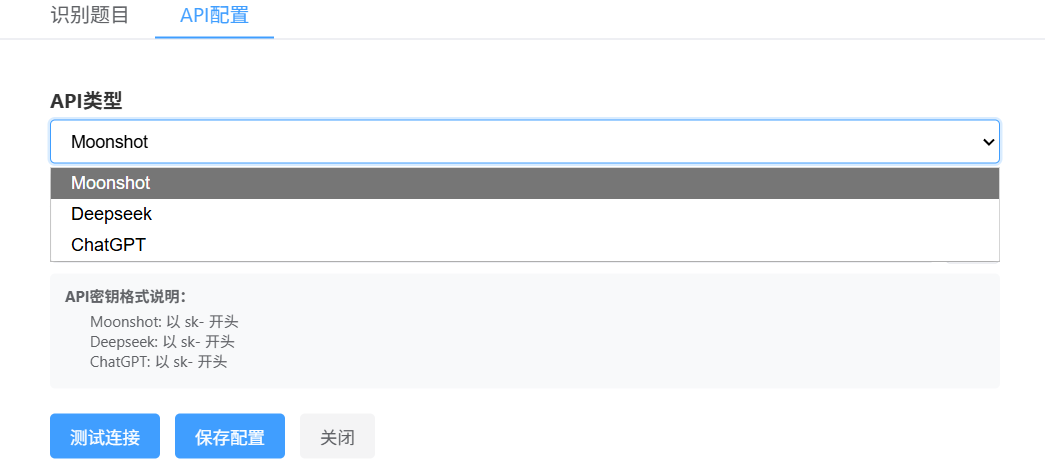 识别题目 API配置
API类型
Moonshot
Moonshot
Deepseek
ChatGPT
API密钥格式说明：
Moonshot: 以 sk- 开头
Deepseek: 以 sk- 开头
ChatGPT: 以 sk- 开头
测试连接 保存配置 关闭